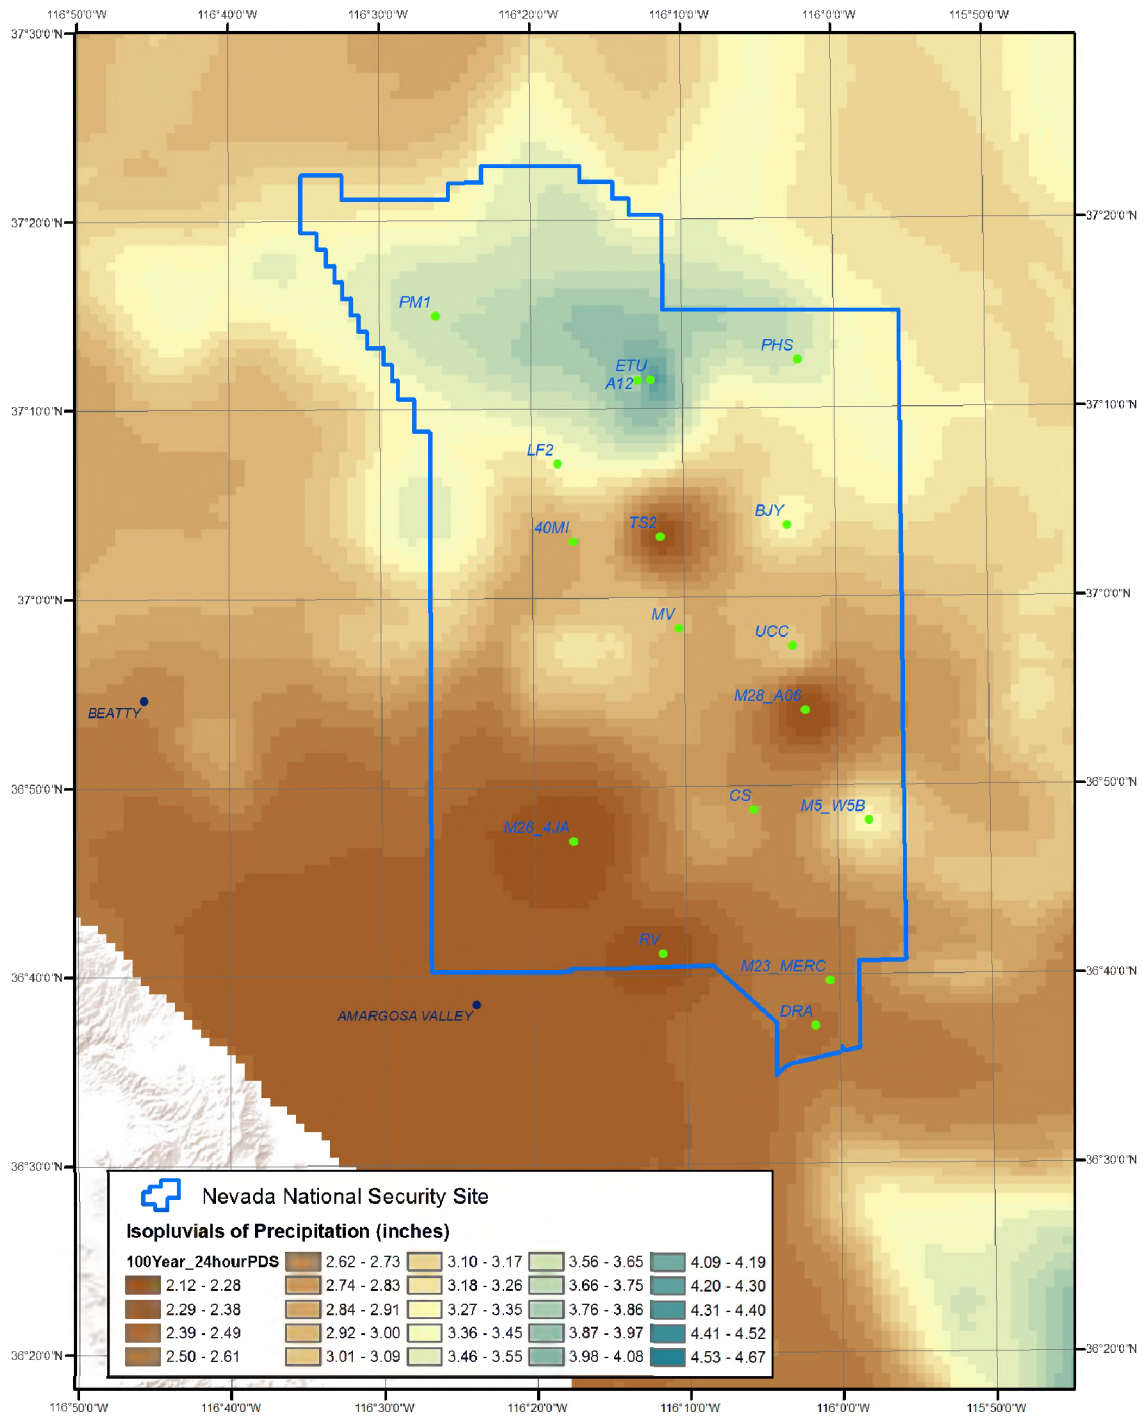 116°50'0"W 116°40'0"W 116°30'0"W 116°20'0"W 116°10'0"W 116°0'0"W 115°50'0"W
37°30'0"N
37°20'0"N 37°20'0"N
PM1
PHS
ETU
A12
37°10'0"N 37°10'0"N
LF2
BJY
TS2
40MI
37°0'0"N 37°0'0"N
MV
UCC
M28_A06
BEATTY
36°50'0"N 36°50'0"N
CS
M5_W5B
M26_4JA
RV
M23_MERC
36°40'0"N 36°40'0"N
DRA
AMARGOSA VALLEY
36°30'0"N 36°30'0"N
Nevada National Security Site
Isopluvials of Precipitation (inches)
100Year_24hourPDS
2.12 - 2.28
2.29 - 2.38
2.39 - 2.49
2.50 - 2.61
2.62 - 2.73
2.74 - 2.83
2.84 - 2.91
2.92 - 3.00
3.01 - 3.09
3.10 - 3.17
3.18 - 3.26
3.27 - 3.35
3.36 - 3.45
3.46 - 3.55
3.56 - 3.65
3.66 - 3.75
3.76 - 3.86
3.87 - 3.97
3.98 - 4.08
4.09 - 4.19
4.20 - 4.30
4.31 - 4.40
4.41 - 4.52
4.53 - 4.67
36°20'0"N 36°20'0"N
116°50'0"W 116°40'0"W 116°30'0"W 116°20'0"W 116°10'0"W 116°0'0"W 115°50'0"W